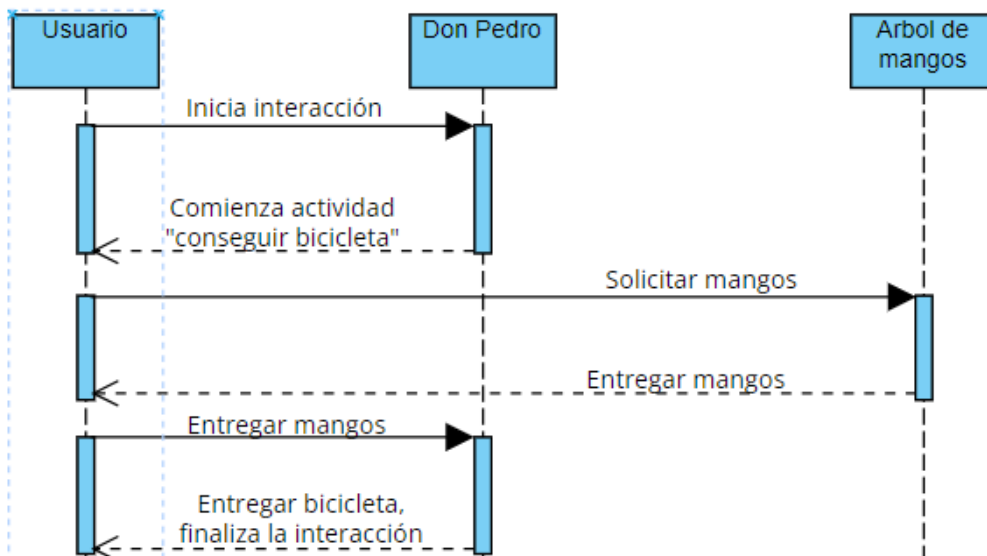 Usuario
Don Pedro
Arbol de
mangos
Inicia interacción
Comienza actividad
"conseguir bicicleta"
Solicitar mangos
Entregar mangos
Entregar mangos
Entregar bicicleta,
finaliza la interacción